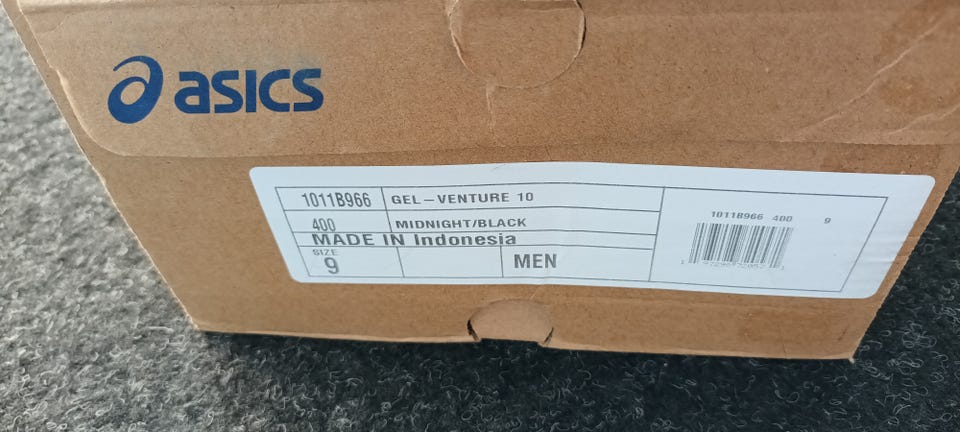 asics
1011B966 GEL-VENTURE 10
400 MIDNIGHT/BLACK
MADE IN Indonesia
SIZE
9 MEN
1011B966 400 9